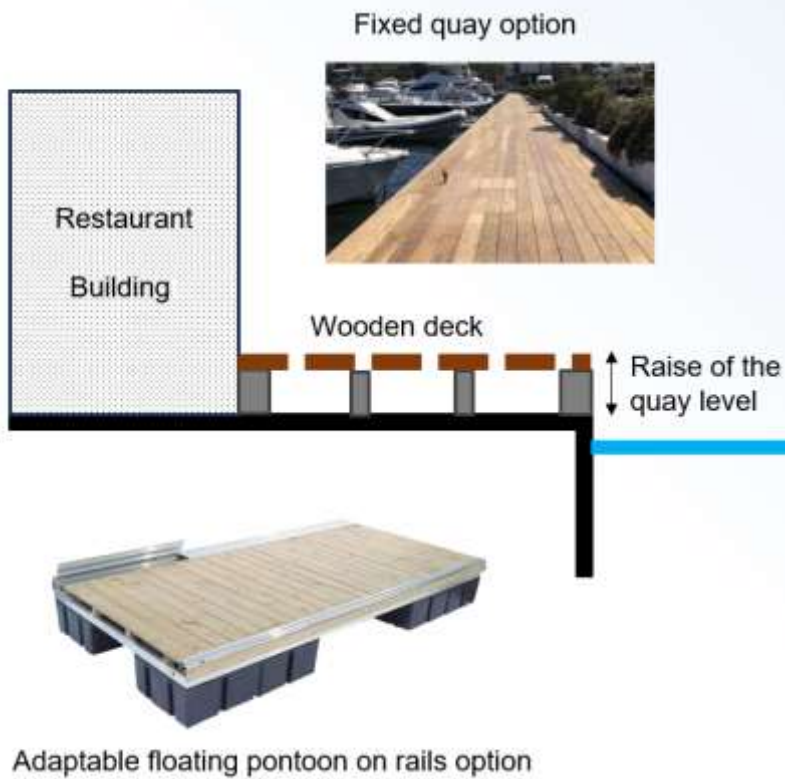 Fixed quay option
Restaurant
Building
Wooden deck
Raise of the
quay level
Adaptable floating pontoon on rails option